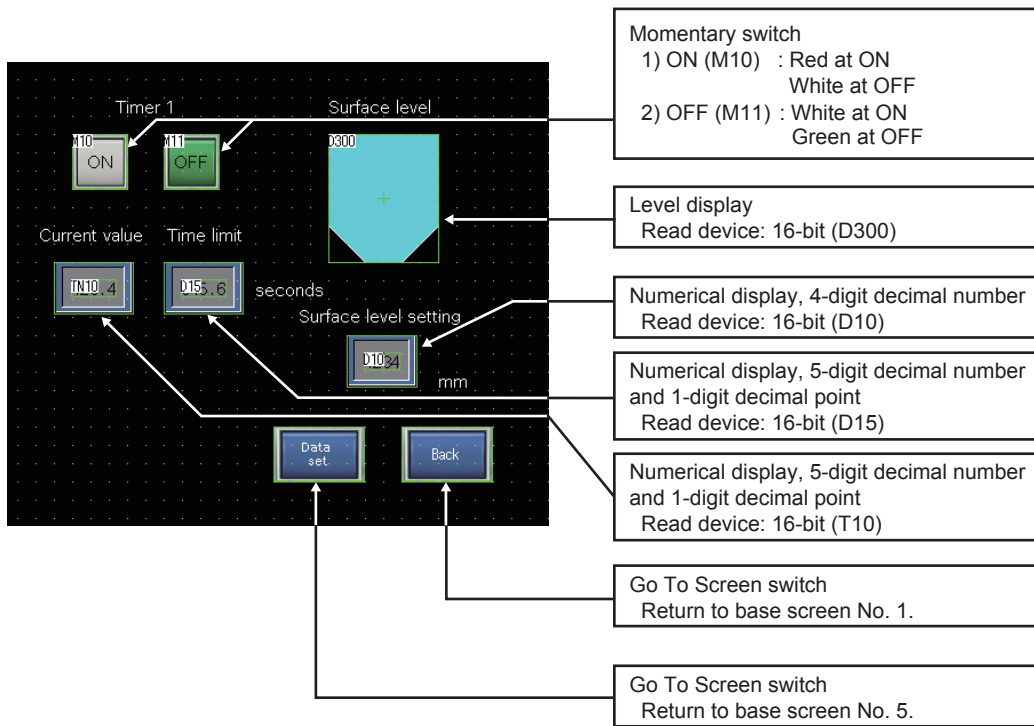 Timer 1
Surface level
M10
ON
M11
OFF
D300
Current value
Time limit
TN10
.4
D15
5.6
seconds
Surface level setting
D10
34
mm
Data
set
Back
Momentary switch
1) ON (M10) : Red at ON
White at OFF
2) OFF (M11) : White at ON
Green at OFF
Level display
Read device: 16-bit (D300)
Numerical display, 4-digit decimal number
Read device: 16-bit (D10)
Numerical display, 5-digit decimal number
and 1-digit decimal point
Read device: 16-bit (D15)
Numerical display, 5-digit decimal number
and 1-digit decimal point
Read device: 16-bit (T10)
Go To Screen switch
Return to base screen No. 1.
Go To Screen switch
Return to base screen No. 5.